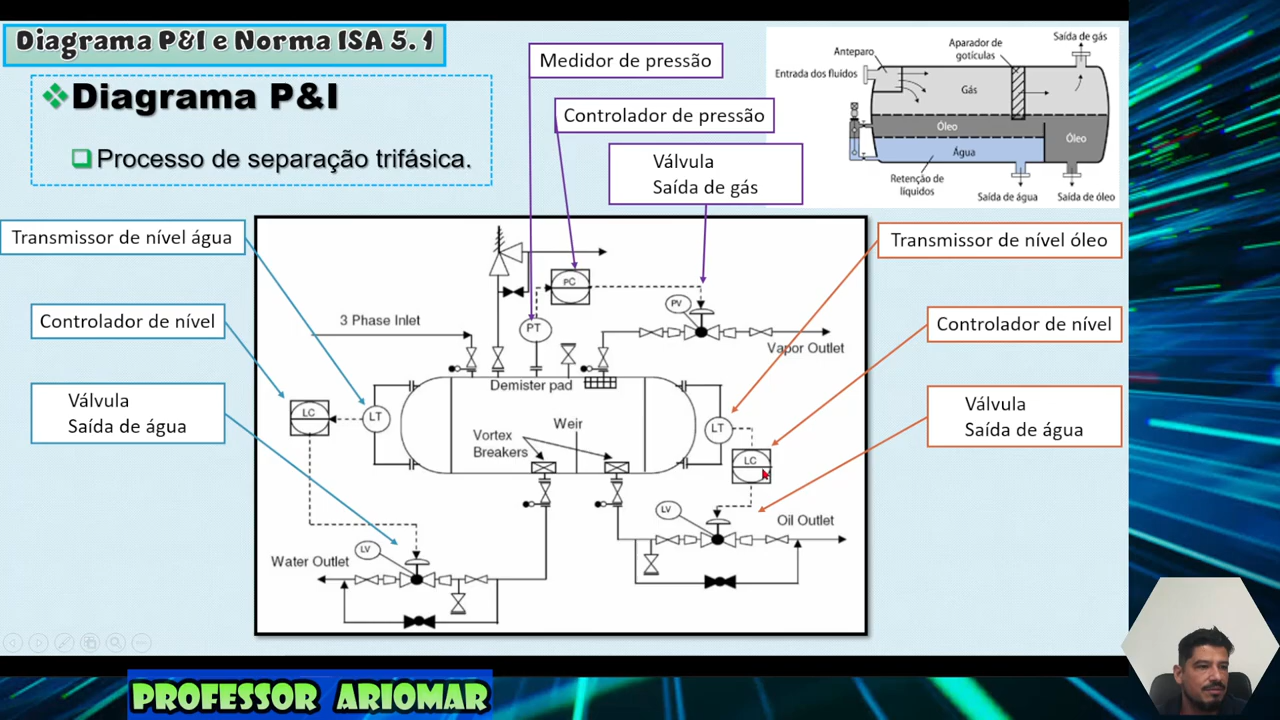 Diagrama P&I e Norma ISA 5.1
Diagrama P&I
Processo de separação trifásica.
Medidor de pressão
Controlador de pressão
Válvula
Saída de gás
Anteparo
Aparador de
gotículas
Saída de gás
Entrada dos fluídos
Gás
Óleo
Óleo
Água
Retenção de
líquidos
Saída de água
Saída de óleo
Transmissor de nível água
Controlador de nível
Válvula
Saída de água
Transmissor de nível óleo
Controlador de nível
Válvula
Saída de água
3 Phase Inlet
PC
PT
PV
Vapor Outlet
Demister pad
LC
LT
Vortex
Breakers
Weir
LT
LC
LV
Oil Outlet
LV
Water Outlet
PROFESSOR ARIOMAR